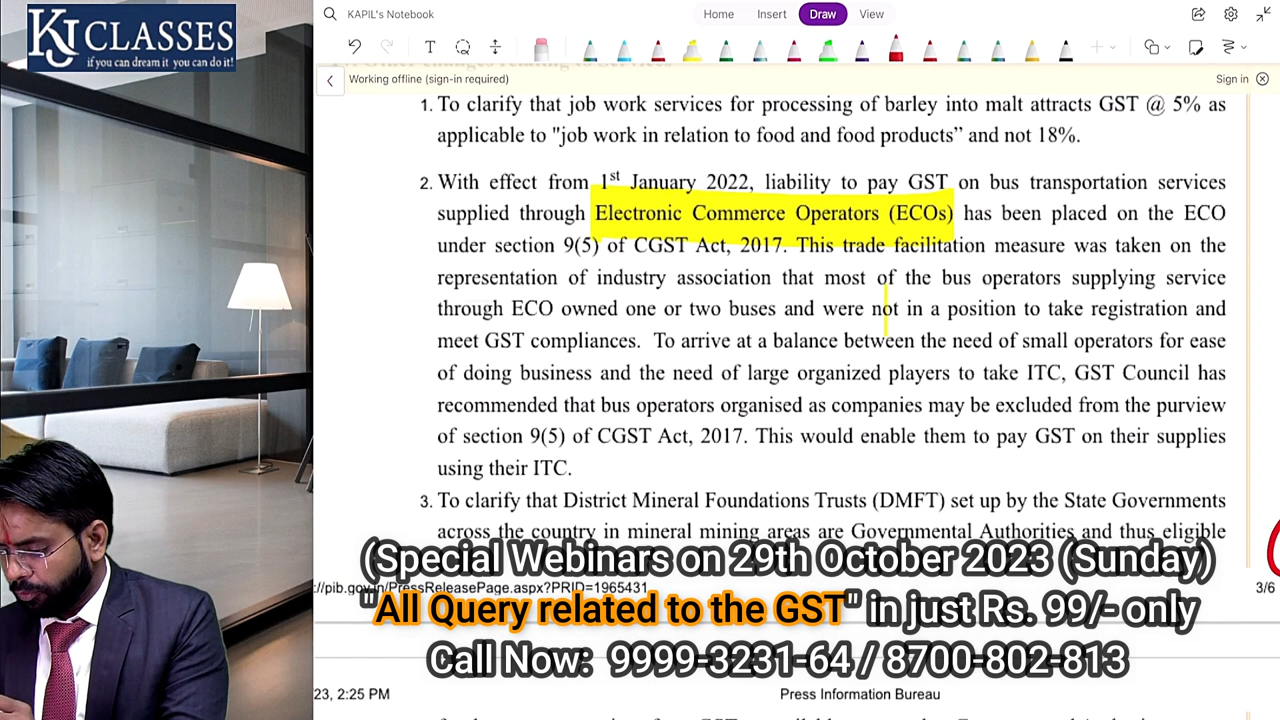 KJ CLASSES
if you can dream it you can do it!
KAPIL's Notebook
Home Insert Draw View
Working offline (sign-in required)
Sign in
1. To clarify that job work services for processing of barley into malt attracts GST @ 5% as
applicable to "job work in relation to food and food products” and not 18%.
2. With effect from 1st January 2022, liability to pay GST on bus transportation services
supplied through Electronic Commerce Operators (ECOs) has been placed on the ECO
under section 9(5) of CGST Act, 2017. This trade facilitation measure was taken on the
representation of industry association that most of the bus operators supplying service
through ECO owned one or two buses and were not in a position to take registration and
meet GST compliances. To arrive at a balance between the need of small operators for ease
of doing business and the need of large organized players to take ITC, GST Council has
recommended that bus operators organised as companies may be excluded from the purview
of section 9(5) of CGST Act, 2017. This would enable them to pay GST on their supplies
using their ITC.
3. To clarify that District Mineral Foundations Trusts (DMFT) set up by the State Governments
across the country in mineral mining areas are Governmental Authorities and thus eligible
(Special Webinars on 29th October 2023 (Sunday)
://pib.gov.in/PressReleasePage.aspx?PRID=1965431
3/6
"All Query related to the GST" in just Rs. 99/- only
Call Now: 9999-3231-64 / 8700-802-813
23, 2:25 PM
Press Information Bureau